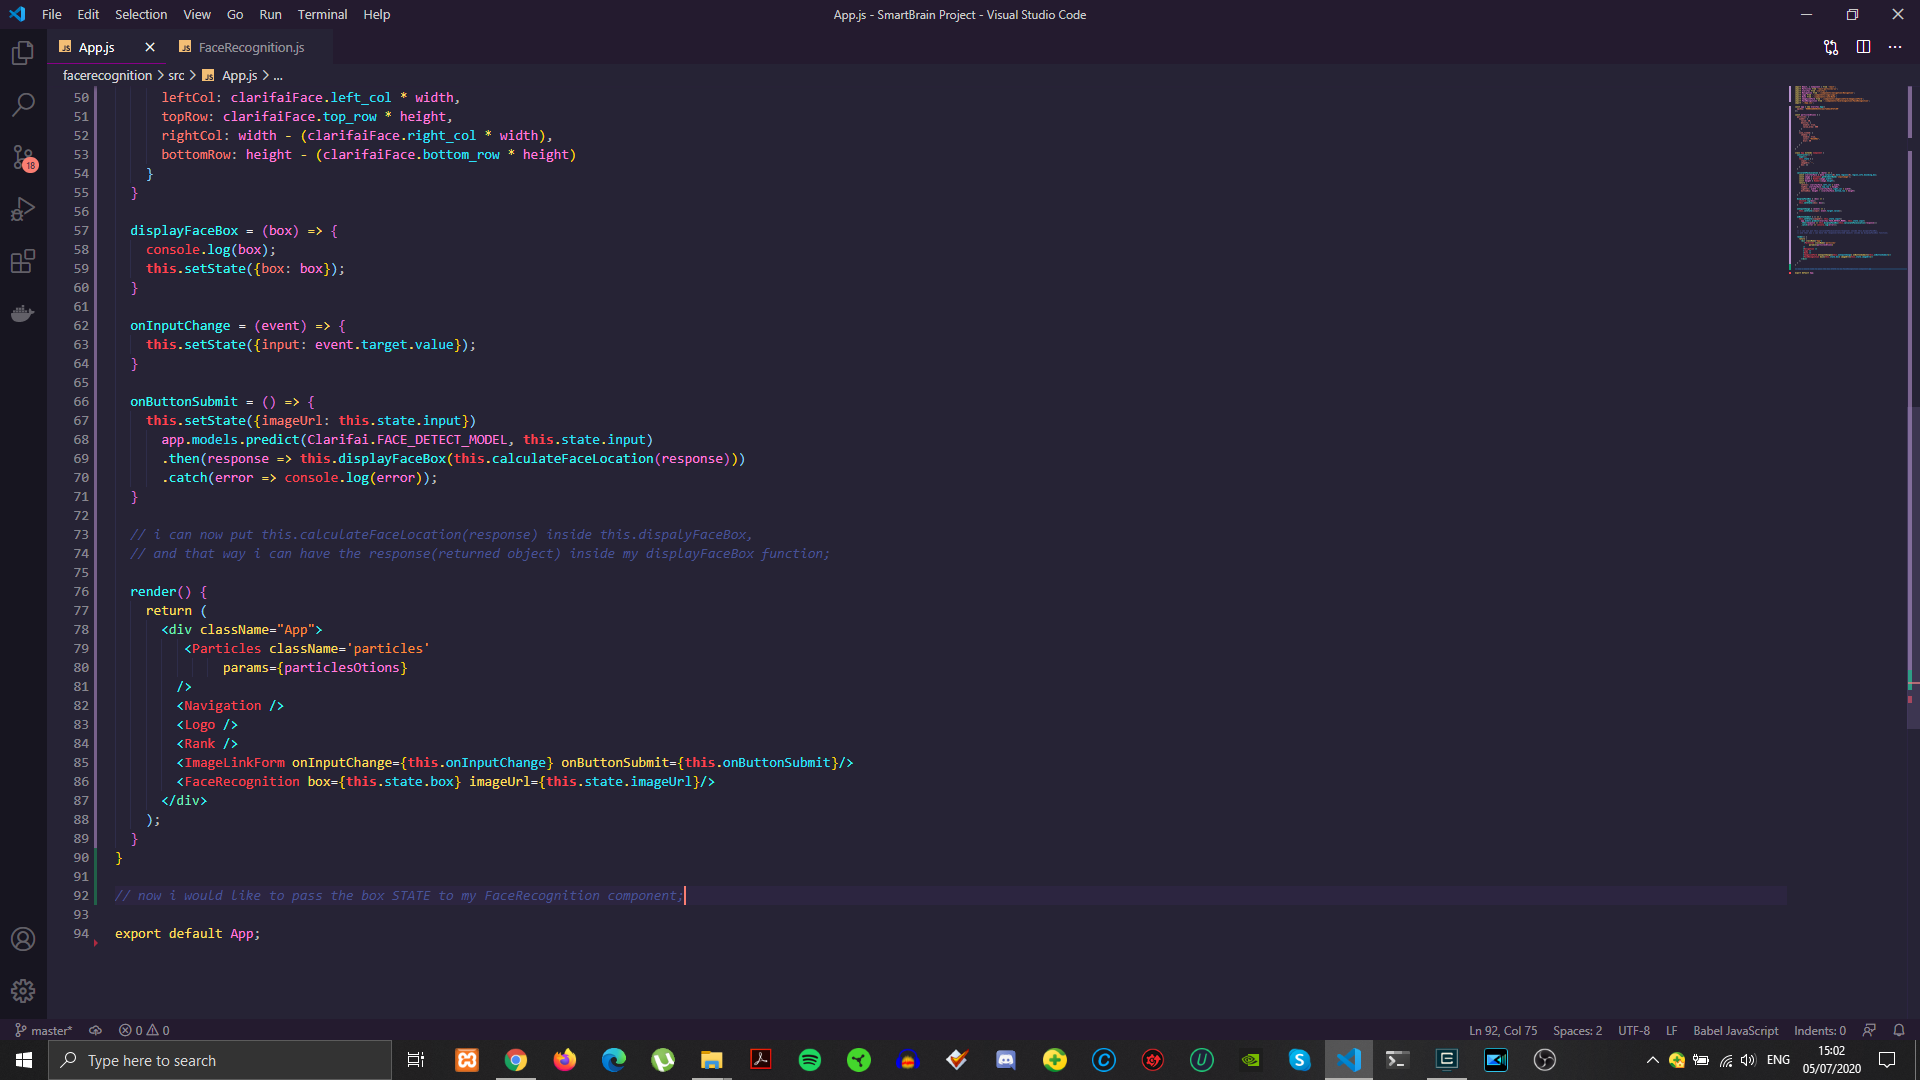 File Edit Selection View Go Run Terminal Help
App.js - SmartBrain Project - Visual Studio Code
JS App.js
JS FaceRecognition.js
facerecognition > src > JS App.js > ...
50 leftCol: clarifaiFace.left_col * width,
51 topRow: clarifaiFace.top_row * height,
52 rightCol: width - (clarifaiFace.right_col * width),
53 bottomRow: height - (clarifaiFace.bottom_row * height)
54 }
55 }
56
57 displayFaceBox = (box) => {
58 console.log(box);
59 this.setState({box: box});
60 }
61
62 onInputChange = (event) => {
63 this.setState({input: event.target.value});
64 }
65
66 onButtonSubmit = () => {
67 this.setState({imageUrl: this.state.input})
68 app.models.predict(Clarifai.FACE_DETECT_MODEL, this.state.input)
69 .then(response => this.displayFaceBox(this.calculateFaceLocation(response)))
70 .catch(error => console.log(error));
71 }
72
73 // i can now put this.calculateFaceLocation(response) inside this.dispalyFaceBox,
74 // and that way i can have the response(returned object) inside my displayFaceBox function;
75
76 render() {
77 return (
78 <div className="App">
79 <Particles className='particles'
80 params={particlesOtions}
81 />
82 <Navigation />
83 <Logo />
84 <Rank />
85 <ImageLinkForm onInputChange={this.onInputChange} onButtonSubmit={this.onButtonSubmit}/>
86 <FaceRecognition box={this.state.box} imageUrl={this.state.imageUrl}/>
87 </div>
88 );
89 }
90 }
91
92 // now i would like to pass the box STATE to my FaceRecognition component;
93
94 export default App;
18
master* 0 0
Ln 92, Col 75 Spaces: 2 UTF-8 LF Babel JavaScript Indents: 0
Type here to search
ENG
15:02
05/07/2020